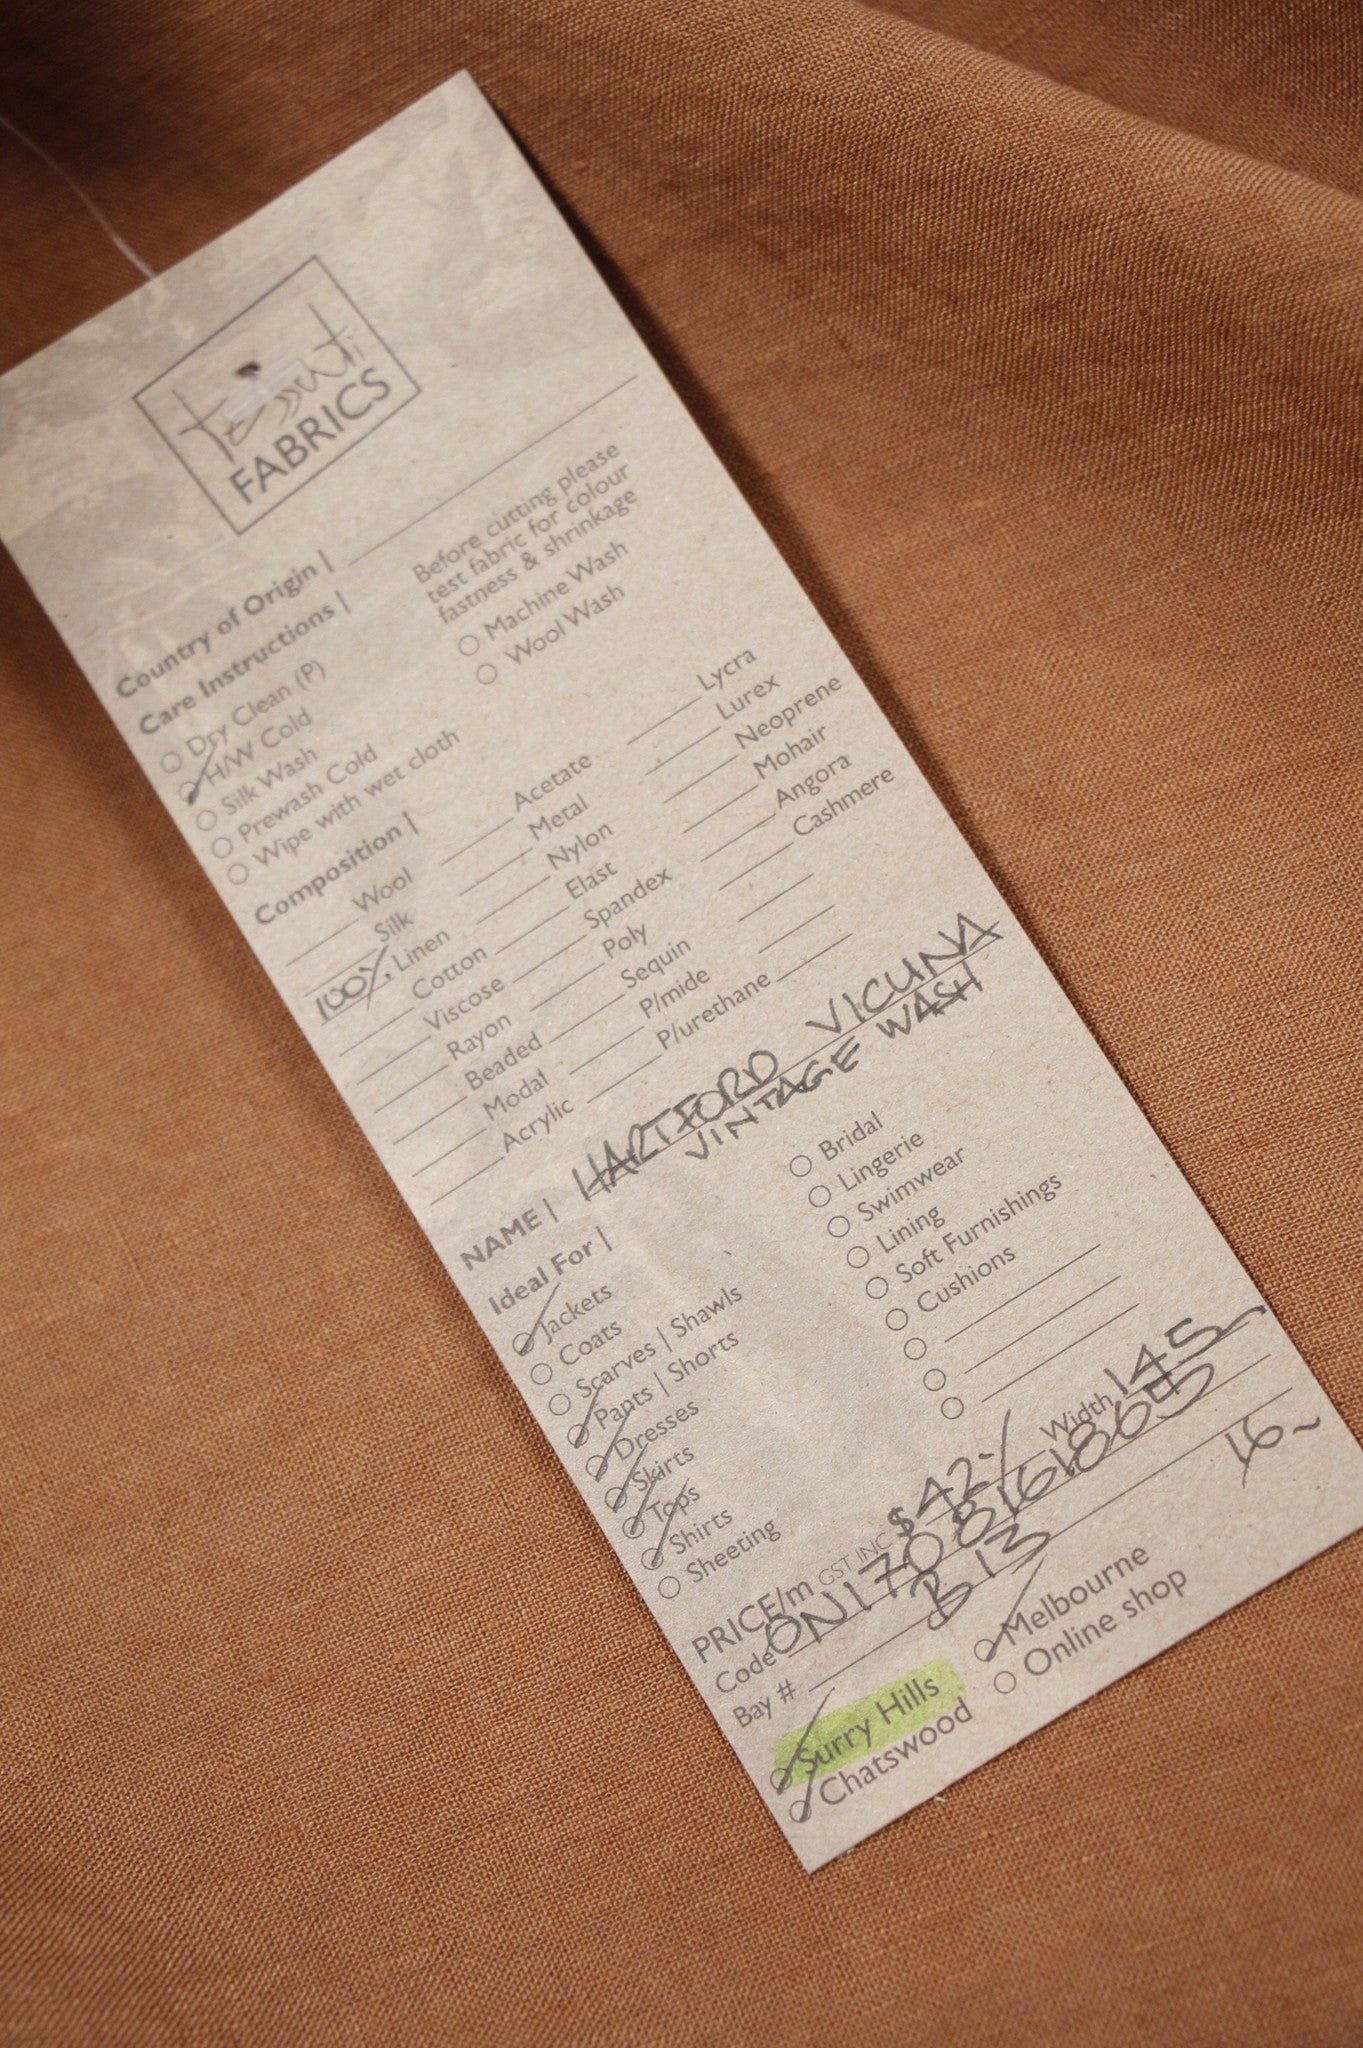 tessuti
FABRICS
Country of Origin |
Care Instructions |
Before cutting please
test fabric for colour
fastness & shrinkage
Dry Clean (P)
H/W Cold
Silk Wash
Prewash Cold
Wipe with wet cloth
Machine Wash
Wool Wash
Composition |
Wool
Silk
100% Linen
Cotton
Viscose
Rayon
Beaded
Modal
Acrylic
Acetate
Metal
Nylon
Elast
Spandex
Poly
Sequin
P/mide
P/urethane
Lycra
Lurex
Neoprene
Mohair
Angora
Cashmere
NAME | HARTFORD VICUNA
VINTAGE WASH
Ideal For |
Jackets
Coats
Scarves | Shawls
Pants | Shorts
Dresses
Skirts
Tops
Shirts
Sheeting
Bridal
Lingerie
Swimwear
Lining
Soft Furnishings
Cushions
PRICE/m GST INC $42.- Width 145
Code ON1708161865
Bay # B13 16~
Surry Hills
Chatswood
Melbourne
Online shop